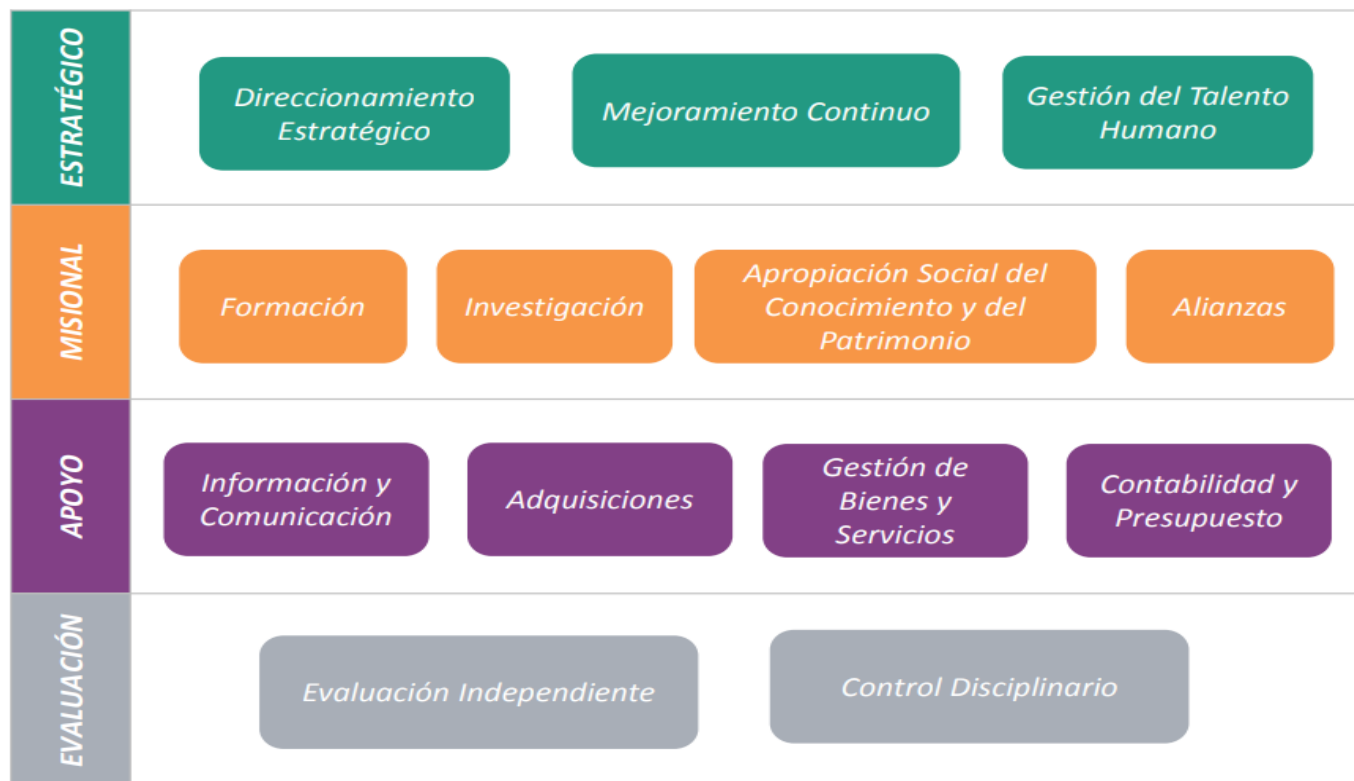 ESTRATÉGICO
Direccionamiento
Estratégico
Mejoramiento Continuo
Gestión del Talento
Humano
MISIONAL
Formación
Investigación
Apropiación Social del
Conocimiento y del
Patrimonio
Alianzas
APOYO
Información y
Comunicación
Adquisiciones
Gestión de
Bienes y
Servicios
Contabilidad y
Presupuesto
EVALUACIÓN
Evaluación Independiente
Control Disciplinario